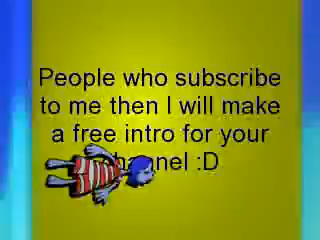 People who subscribe
to me then I will make
a free intro for your
channel :D